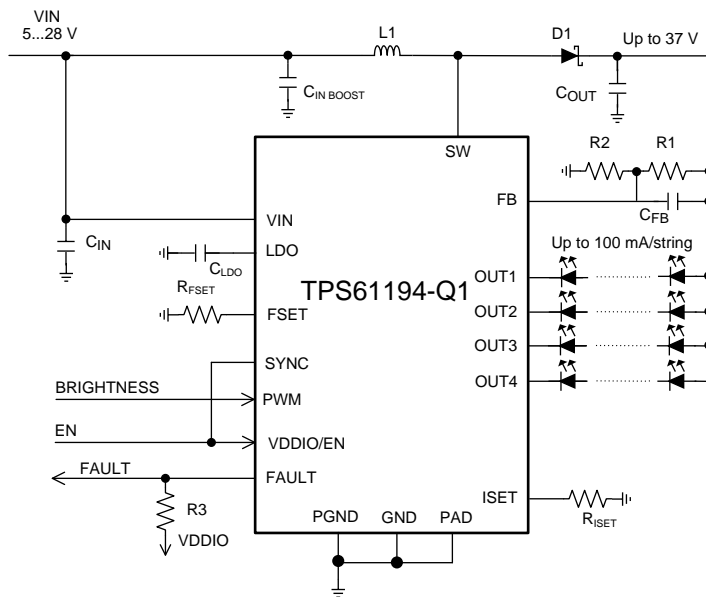 VIN
5...28 V
L1
D1
Up to 37 V
CIN BOOST
COUT
SW
R2
R1
FB
CFB
VIN
CIN
LDO
CLDO
Up to 100 mA/string
RFSET
TPS61194-Q1
OUT1
FSET
OUT2
OUT3
SYNC
OUT4
BRIGHTNESS
PWM
EN
VDDIO/EN
FAULT
FAULT
R3
ISET
RISET
VDDIO
PGND
GND
PAD